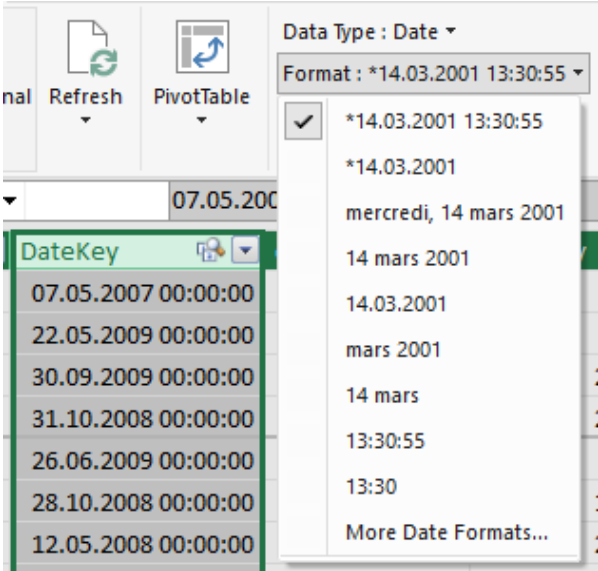 Data Type : Date
Format : *14.03.2001 13:30:55
nal Refresh PivotTable
*14.03.2001 13:30:55
*14.03.2001
mercredi, 14 mars 2001
14 mars 2001
14.03.2001
mars 2001
14 mars
13:30:55
13:30
More Date Formats...
07.05.200
DateKey
07.05.2007 00:00:00
22.05.2009 00:00:00
30.09.2009 00:00:00
31.10.2008 00:00:00
26.06.2009 00:00:00
28.10.2008 00:00:00
12.05.2008 00:00:00